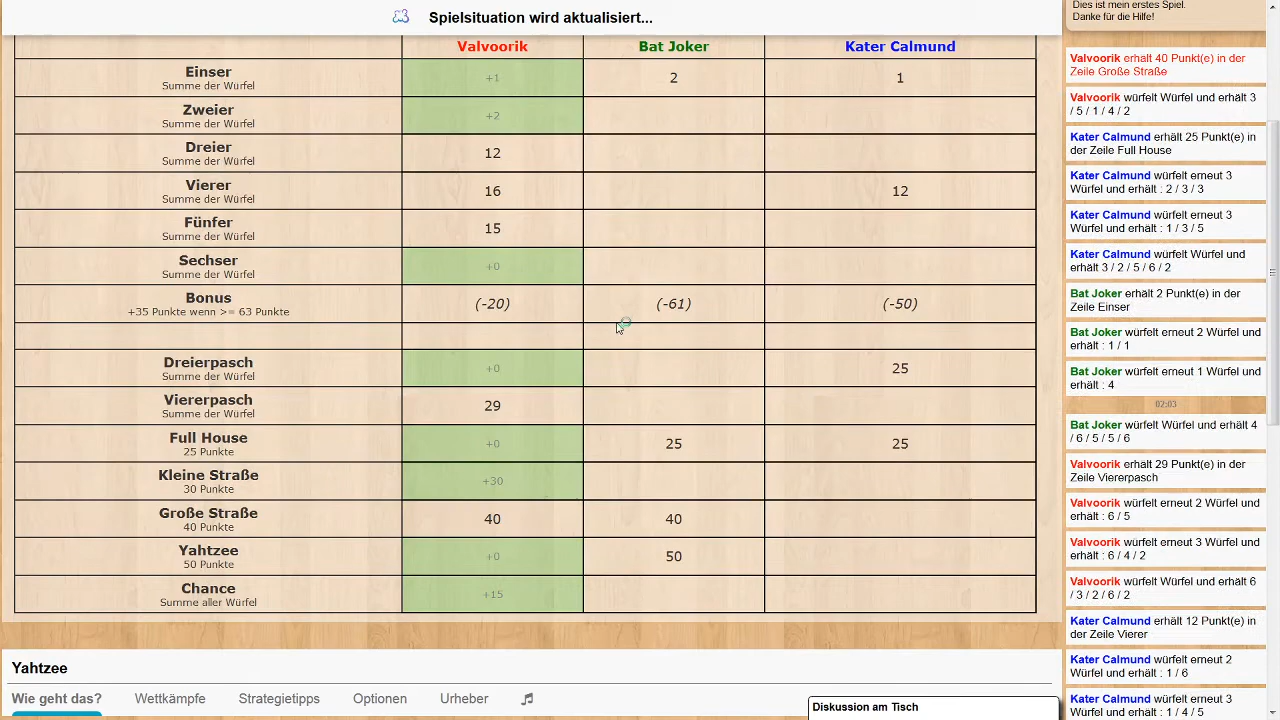 Spielsituation wird aktualisiert...
Valvoorik Bat Joker Kater Calmund
Einser +1 2 1
Summe der Würfel
Zweier +2
Summe der Würfel
Dreier 12
Summe der Würfel
Vierer 16 12
Summe der Würfel
Fünfer 15
Summe der Würfel
Sechser +0
Summe der Würfel
Bonus (-20) (-61) (-50)
+35 Punkte wenn >= 63 Punkte
Dreierpasch +0 25
Summe der Würfel
Viererpasch 29
Summe der Würfel
Full House +0 25 25
25 Punkte
Kleine Straße +30
30 Punkte
Große Straße 40 40
40 Punkte
Yahtzee +0 50
50 Punkte
Chance +15
Summe aller Würfel
Yahtzee
Wie geht das? Wettkämpfe Strategietipps Optionen Urheber
Diskussion am Tisch
Dies ist mein erstes Spiel.
Danke für die Hilfe!
Valvoorik erhält 40 Punkt(e) in der
Zeile Große Straße
Valvoorik würfelt Würfel und erhält 3
/ 5 / 1 / 4 / 2
Kater Calmund erhält 25 Punkt(e) in
der Zeile Full House
Kater Calmund würfelt erneut 3
Würfel und erhält : 2 / 3 / 3
Kater Calmund würfelt erneut 3
Würfel und erhält : 1 / 3 / 5
Kater Calmund würfelt Würfel und
erhält 3 / 2 / 5 / 6 / 2
Bat Joker erhält 2 Punkt(e) in der
Zeile Einser
Bat Joker würfelt erneut 2 Würfel und
erhält : 1 / 1
Bat Joker würfelt erneut 1 Würfel und
erhält : 4
02:03
Bat Joker würfelt Würfel und erhält 4
/ 6 / 5 / 5 / 6
Valvoorik erhält 29 Punkt(e) in der
Zeile Viererpasch
Valvoorik würfelt erneut 2 Würfel und
erhält : 6 / 5
Valvoorik würfelt erneut 3 Würfel und
erhält : 6 / 4 / 2
Valvoorik würfelt Würfel und erhält 6
/ 3 / 2 / 6 / 2
Kater Calmund erhält 12 Punkt(e) in
der Zeile Vierer
Kater Calmund würfelt erneut 2
Würfel und erhält : 1 / 6
Kater Calmund würfelt erneut 3
Würfel und erhält : 1 / 4 / 5